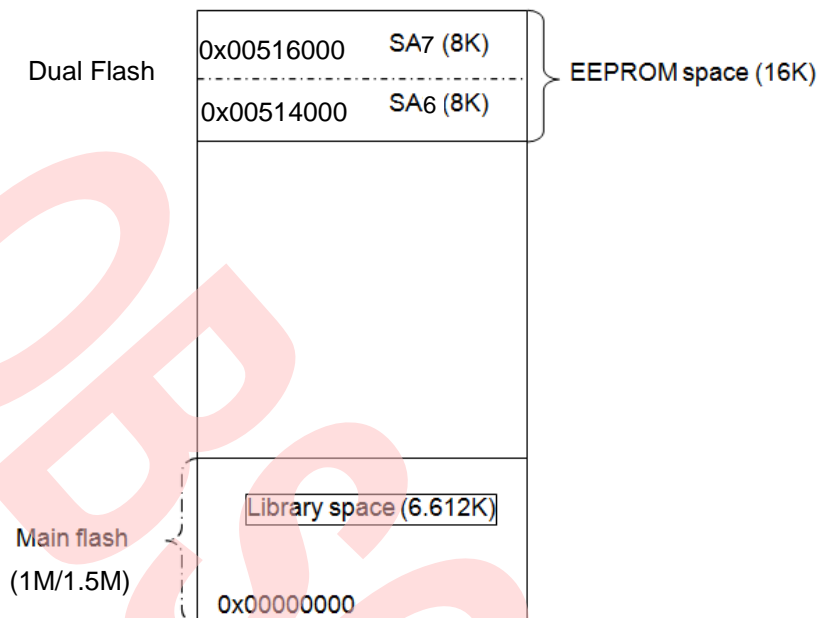 0x00516000 SA7 (8K)
Dual Flash
EEPROM space (16K)
0x00514000 SA6 (8K)
Library space (6.612K)
Main flash
(1M/1.5M)
0x00000000